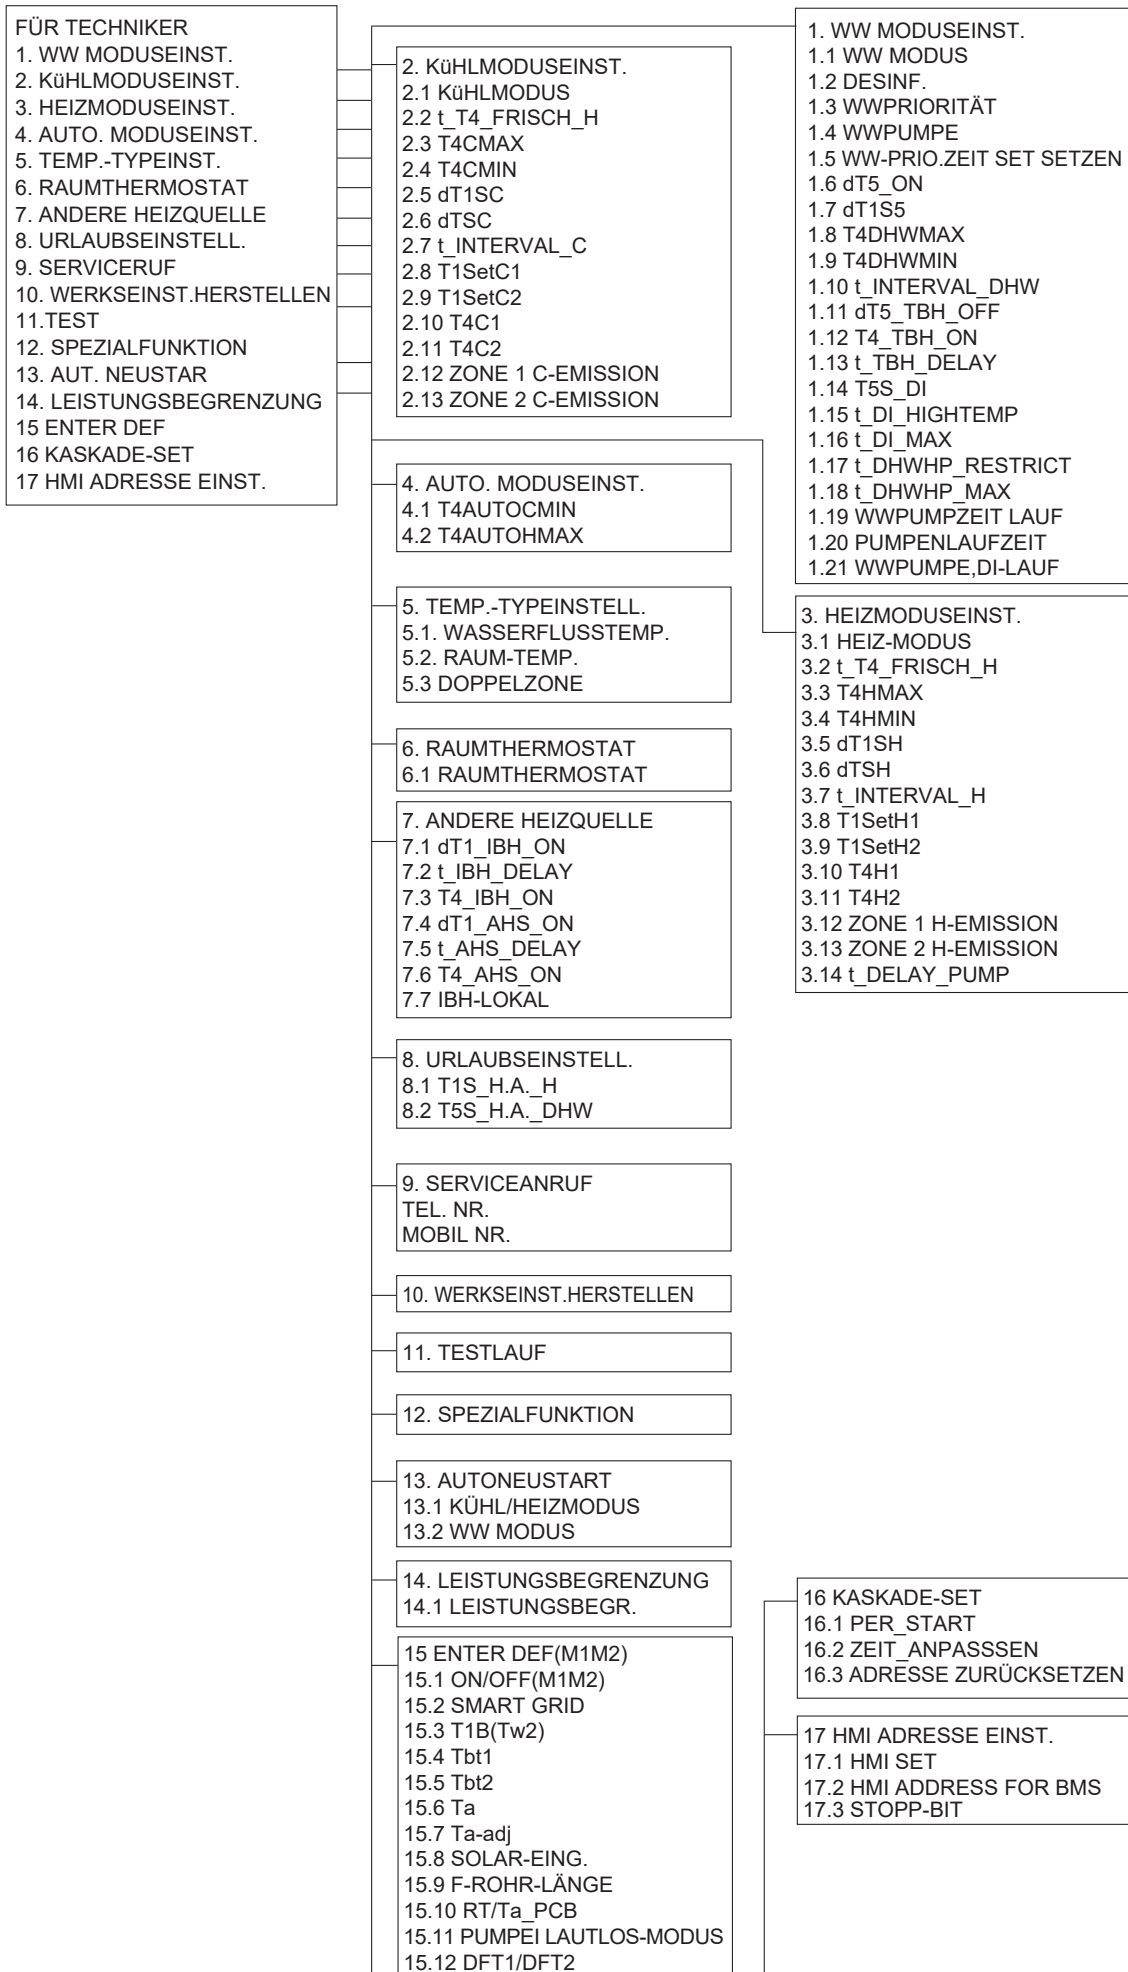 FÜR TECHNIKER
1. WW MODUSEINST.
2. KüHLMODUSEINST.
3. HEIZMODUSEINST.
4. AUTO. MODUSEINST.
5. TEMP.-TYPEINST.
6. RAUMTHERMOSTAT
7. ANDERE HEIZQUELLE
8. URLAUBSEINSTELL.
9. SERVICERUF
10. WERKSEINST.HERSTELLEN
11.TEST
12. SPEZIALFUNKTION
13. AUT. NEUSTAR
14. LEISTUNGSBEGRENZUNG
15 ENTER DEF
16 KASKADE-SET
17 HMI ADRESSE EINST.
1. WW MODUSEINST.
1.1 WW MODUS
1.2 DESINF.
1.3 WWPRIORITÄT
1.4 WWPUMPE
1.5 WW-PRIO.ZEIT SET SETZEN
1.6 dT5_ON
1.7 dT1S5
1.8 T4DHWMAX
1.9 T4DHWMIN
1.10 t_INTERVAL_DHW
1.11 dT5_TBH_OFF
1.12 T4_TBH_ON
1.13 t_TBH_DELAY
1.14 T5S_DI
1.15 t_DI_HIGHTEMP
1.16 t_DI_MAX
1.17 t_DHWHP_RESTRICT
1.18 t_DHWHP_MAX
1.19 WWPUMPZEIT LAUF
1.20 PUMPENLAUFZEIT
1.21 WWPUMPE,DI-LAUF
2. KüHLMODUSEINST.
2.1 KüHLMODUS
2.2 t_T4_FRISCH_H
2.3 T4CMAX
2.4 T4CMIN
2.5 dT1SC
2.6 dTSC
2.7 t_INTERVAL_C
2.8 T1SetC1
2.9 T1SetC2
2.10 T4C1
2.11 T4C2
2.12 ZONE 1 C-EMISSION
2.13 ZONE 2 C-EMISSION
3. HEIZMODUSEINST.
3.1 HEIZ-MODUS
3.2 t_T4_FRISCH_H
3.3 T4HMAX
3.4 T4HMIN
3.5 dT1SH
3.6 dTSH
3.7 t_INTERVAL_H
3.8 T1SetH1
3.9 T1SetH2
3.10 T4H1
3.11 T4H2
3.12 ZONE 1 H-EMISSION
3.13 ZONE 2 H-EMISSION
3.14 t_DELAY_PUMP
4. AUTO. MODUSEINST.
4.1 T4AUTOCMIN
4.2 T4AUTOHMAX
5. TEMP.-TYPEINSTELL.
5.1. WASSERFLUSSTEMP.
5.2. RAUM-TEMP.
5.3 DOPPELZONE
6. RAUMTHERMOSTAT
6.1 RAUMTHERMOSTAT
7. ANDERE HEIZQUELLE
7.1 dT1_IBH_ON
7.2 t_IBH_DELAY
7.3 T4_IBH_ON
7.4 dT1_AHS_ON
7.5 t_AHS_DELAY
7.6 T4_AHS_ON
7.7 IBH-LOKAL
8. URLAUBSEINSTELL.
8.1 T1S_H.A._H
8.2 T5S_H.A._DHW
9. SERVICEANRUF
TEL. NR.
MOBIL NR.
10. WERKSEINST.HERSTELLEN
11. TESTLAUF
12. SPEZIALFUNKTION
13. AUTONEUSTART
13.1 KÜHL/HEIZMODUS
13.2 WW MODUS
14. LEISTUNGSBEGRENZUNG
14.1 LEISTUNGSBEGR.
15 ENTER DEF(M1M2)
15.1 ON/OFF(M1M2)
15.2 SMART GRID
15.3 T1B(Tw2)
15.4 Tbt1
15.5 Tbt2
15.6 Ta
15.7 Ta-adj
15.8 SOLAR-EING.
15.9 F-ROHR-LÄNGE
15.10 RT/Ta_PCB
15.11 PUMPEI LAUTLOS-MODUS
15.12 DFT1/DFT2
16 KASKADE-SET
16.1 PER_START
16.2 ZEIT_ANPASSSEN
16.3 ADRESSE ZURÜCKSETZEN
17 HMI ADRESSE EINST.
17.1 HMI SET
17.2 HMI ADDRESS FOR BMS
17.3 STOPP-BIT